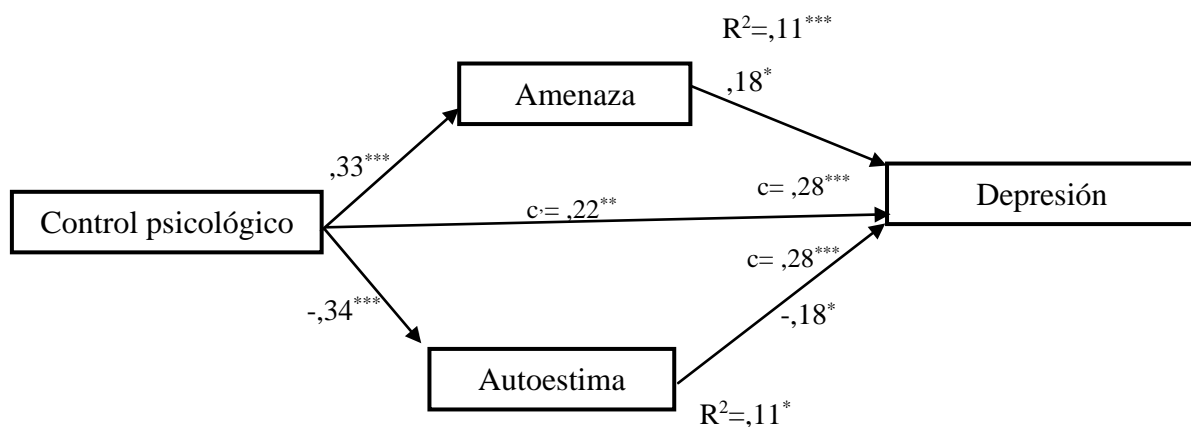 R²=,11***
Amenaza
,18*
,33***
c= ,28***
Depresión
Control psicológico
c,= ,22**
c= ,28***
-,34***
-,18*
Autoestima
R²=,11*